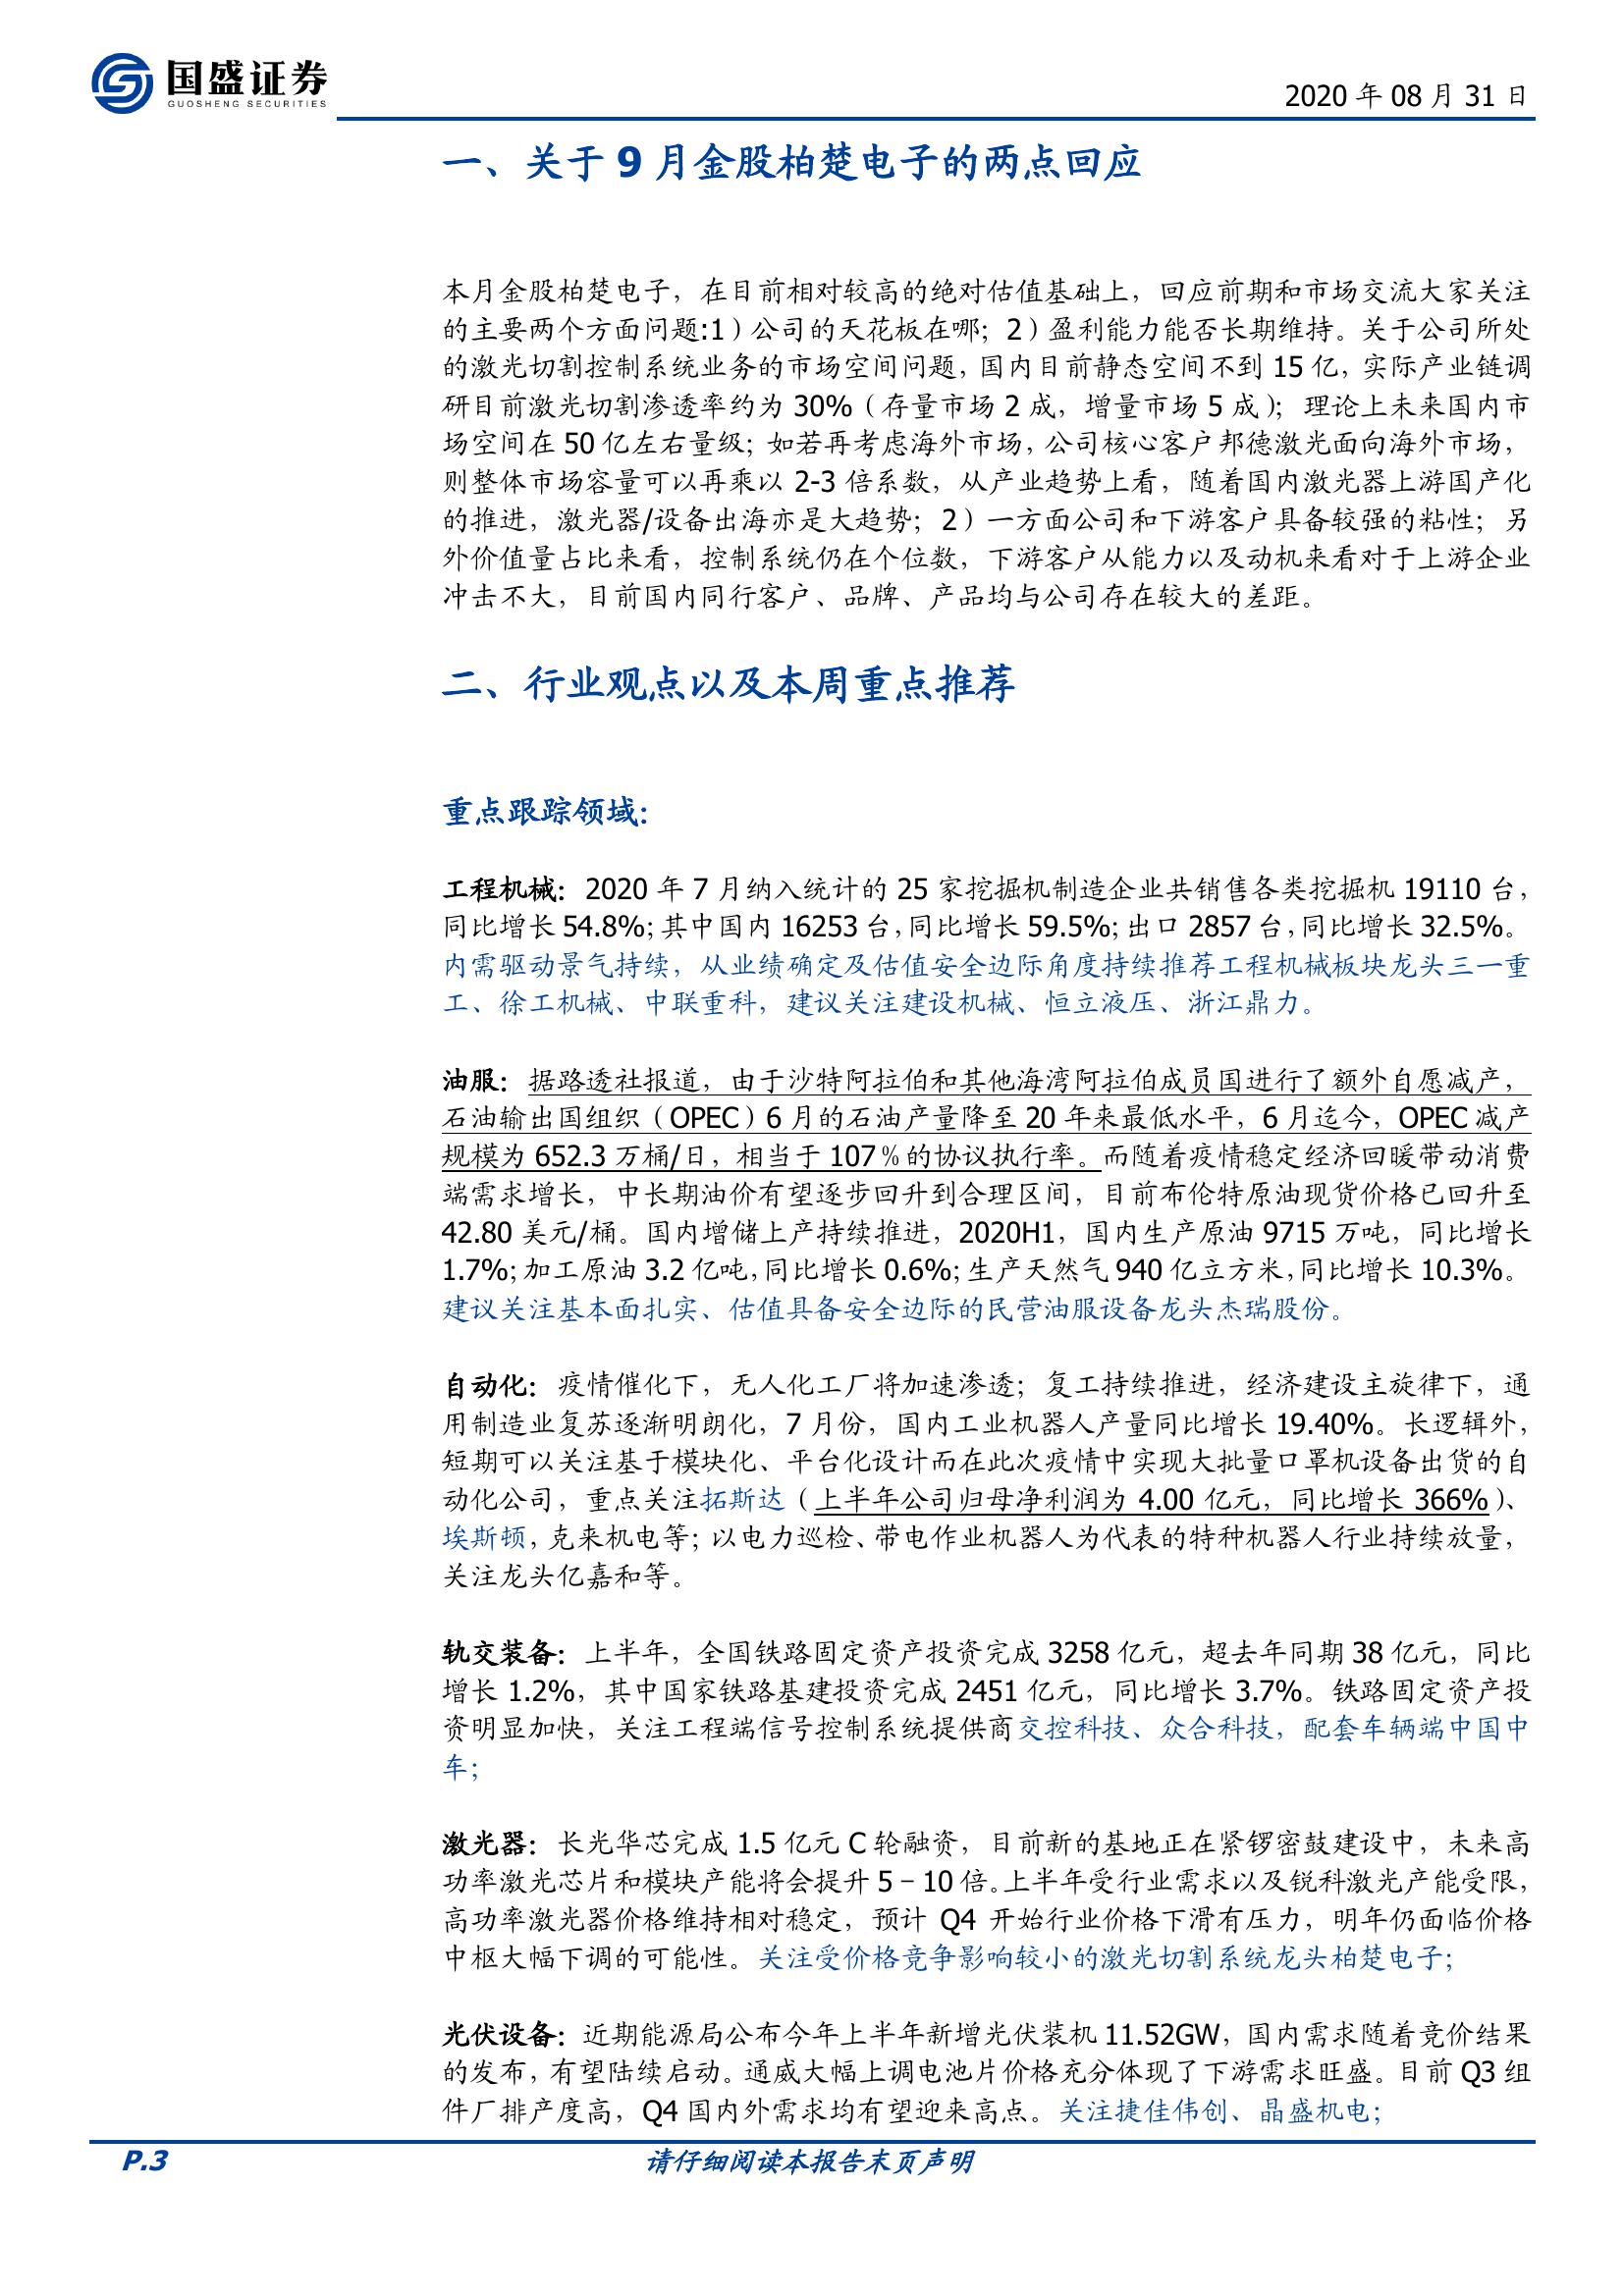 国盛证券
GUOSHENG SECURITIES
2020 年 08 月 31 日
一、关于 9 月金股柏楚电子的两点回应
本月金股柏楚电子，在目前相对较高的绝对估值基础上，回应前期和市场交流大家关注
的主要两个方面问题:1）公司的天花板在哪；2）盈利能力能否长期维持。关于公司所处
的激光切割控制系统业务的市场空间问题，国内目前静态空间不到 15 亿，实际产业链调
研目前激光切割渗透率约为 30%（存量市场 2 成，增量市场 5 成）；理论上未来国内市
场空间在 50 亿左右量级；如若再考虑海外市场，公司核心客户邦德激光面向海外市场，
则整体市场容量可以再乘以 2-3 倍系数，从产业趋势上看，随着国内激光器上游国产化
的推进，激光器/设备出海亦是大趋势；2）一方面公司和下游客户具备较强的粘性；另
外价值量占比来看，控制系统仍在个位数，下游客户从能力以及动机来看对于上游企业
冲击不大，目前国内同行客户、品牌、产品均与公司存在较大的差距。
二、行业观点以及本周重点推荐
重点跟踪领域：
工程机械：2020 年 7 月纳入统计的 25 家挖掘机制造企业共销售各类挖掘机 19110 台，
同比增长 54.8%；其中国内 16253 台，同比增长 59.5%；出口 2857 台，同比增长 32.5%。
内需驱动景气持续，从业绩确定及估值安全边际角度持续推荐工程机械板块龙头三一重
工、徐工机械、中联重科，建议关注建设机械、恒立液压、浙江鼎力。
油服：据路透社报道，由于沙特阿拉伯和其他海湾阿拉伯成员国进行了额外自愿减产，
石油输出国组织（OPEC）6 月的石油产量降至 20 年来最低水平，6 月迄今，OPEC 减产
规模为 652.3 万桶/日，相当于 107％的协议执行率。而随着疫情稳定经济回暖带动消费
端需求增长，中长期油价有望逐步回升到合理区间，目前布伦特原油现货价格已回升至
42.80 美元/桶。国内增储上产持续推进，2020H1，国内生产原油 9715 万吨，同比增长
1.7%；加工原油 3.2 亿吨，同比增长 0.6%；生产天然气 940 亿立方米，同比增长 10.3%。
建议关注基本面扎实、估值具备安全边际的民营油服设备龙头杰瑞股份。
自动化：疫情催化下，无人化工厂将加速渗透；复工持续推进，经济建设主旋律下，通
用制造业复苏逐渐明朗化，7 月份，国内工业机器人产量同比增长 19.40%。长逻辑外，
短期可以关注基于模块化、平台化设计而在此次疫情中实现大批量口罩机设备出货的自
动化公司，重点关注拓斯达（上半年公司归母净利润为 4.00 亿元，同比增长 366%）、
埃斯顿，克来机电等；以电力巡检、带电作业机器人为代表的特种机器人行业持续放量，
关注龙头亿嘉和等。
轨交装备：上半年，全国铁路固定资产投资完成 3258 亿元，超去年同期 38 亿元，同比
增长 1.2%，其中国家铁路基建投资完成 2451 亿元，同比增长 3.7%。铁路固定资产投
资明显加快，关注工程端信号控制系统提供商交控科技、众合科技，配套车辆端中国中
车；
激光器：长光华芯完成 1.5 亿元 C 轮融资，目前新的基地正在紧锣密鼓建设中，未来高
功率激光芯片和模块产能将会提升 5－10 倍。上半年受行业需求以及锐科激光产能受限，
高功率激光器价格维持相对稳定，预计 Q4 开始行业价格下滑有压力，明年仍面临价格
中枢大幅下调的可能性。关注受价格竞争影响较小的激光切割系统龙头柏楚电子；
光伏设备：近期能源局公布今年上半年新增光伏装机 11.52GW，国内需求随着竞价结果
的发布，有望陆续启动。通威大幅上调电池片价格充分体现了下游需求旺盛。目前 Q3 组
件厂排产度高，Q4 国内外需求均有望迎来高点。关注捷佳伟创、晶盛机电；
P.3
请仔细阅读本报告末页声明